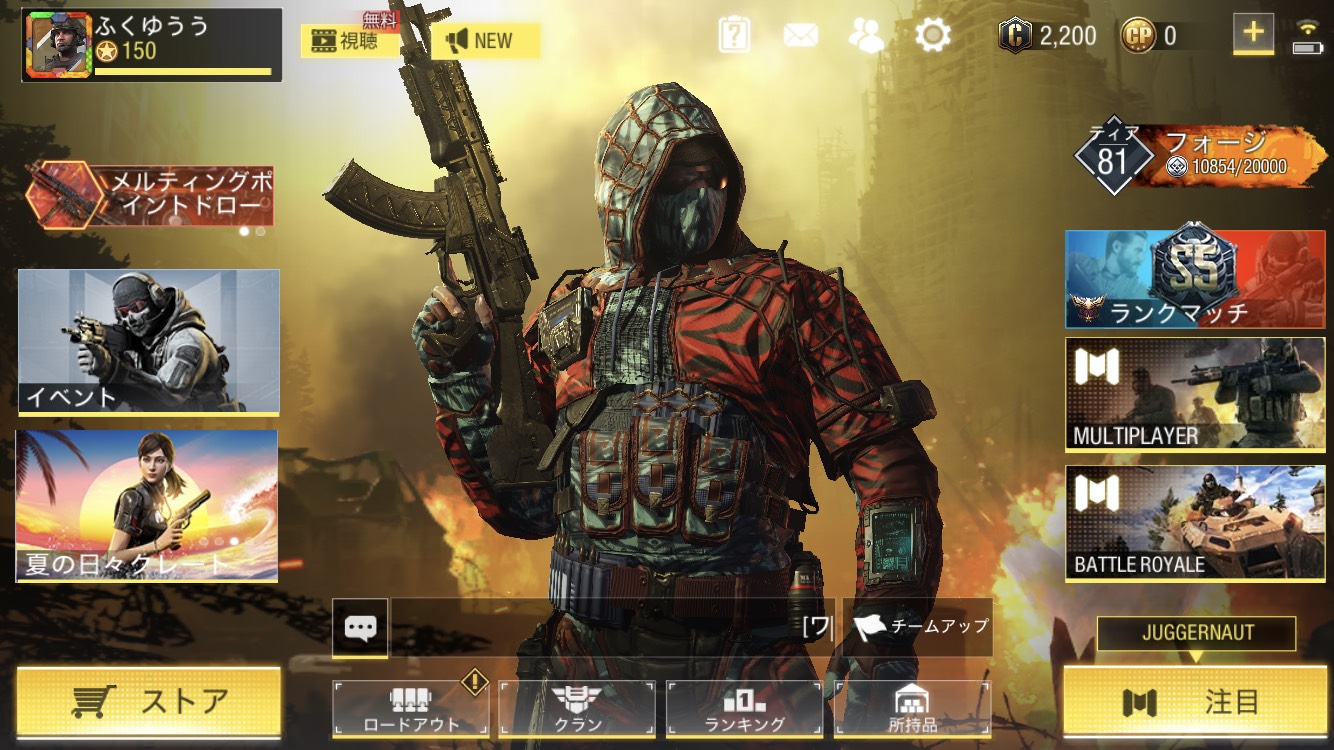 ふくゆうう
150
無料
視聴
NEW
C 2,200
CP 0
メルティングポ
イントドロー
ティア
81
フォージ
10854/20000
イベント
S5
ランクマッチ
MULTIPLAYER
夏の日々クレート
BATTLE ROYALE
[ワ
チームアップ
JUGGERNAUT
ストア
ロードアウト
クラン
1
ランキング
所持品
注目